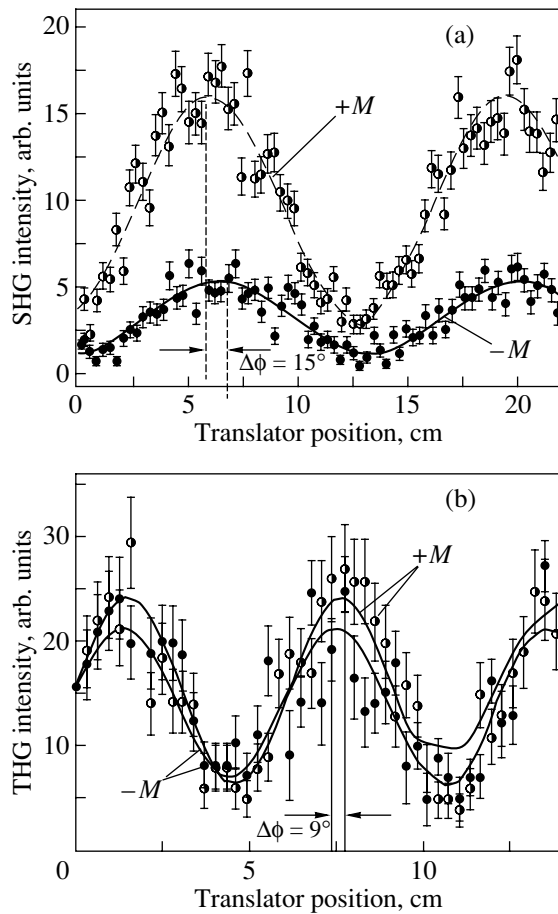 (a)
SHG intensity, arb. units
20
15
10
5
0
+M
–M
Δϕ = 15°
0 5 10 15 20
Translator position, cm
(b)
THG intensity, arb. units
30
20
10
0
+M
–M
Δϕ = 9°
0 5 10
Translator position, cm